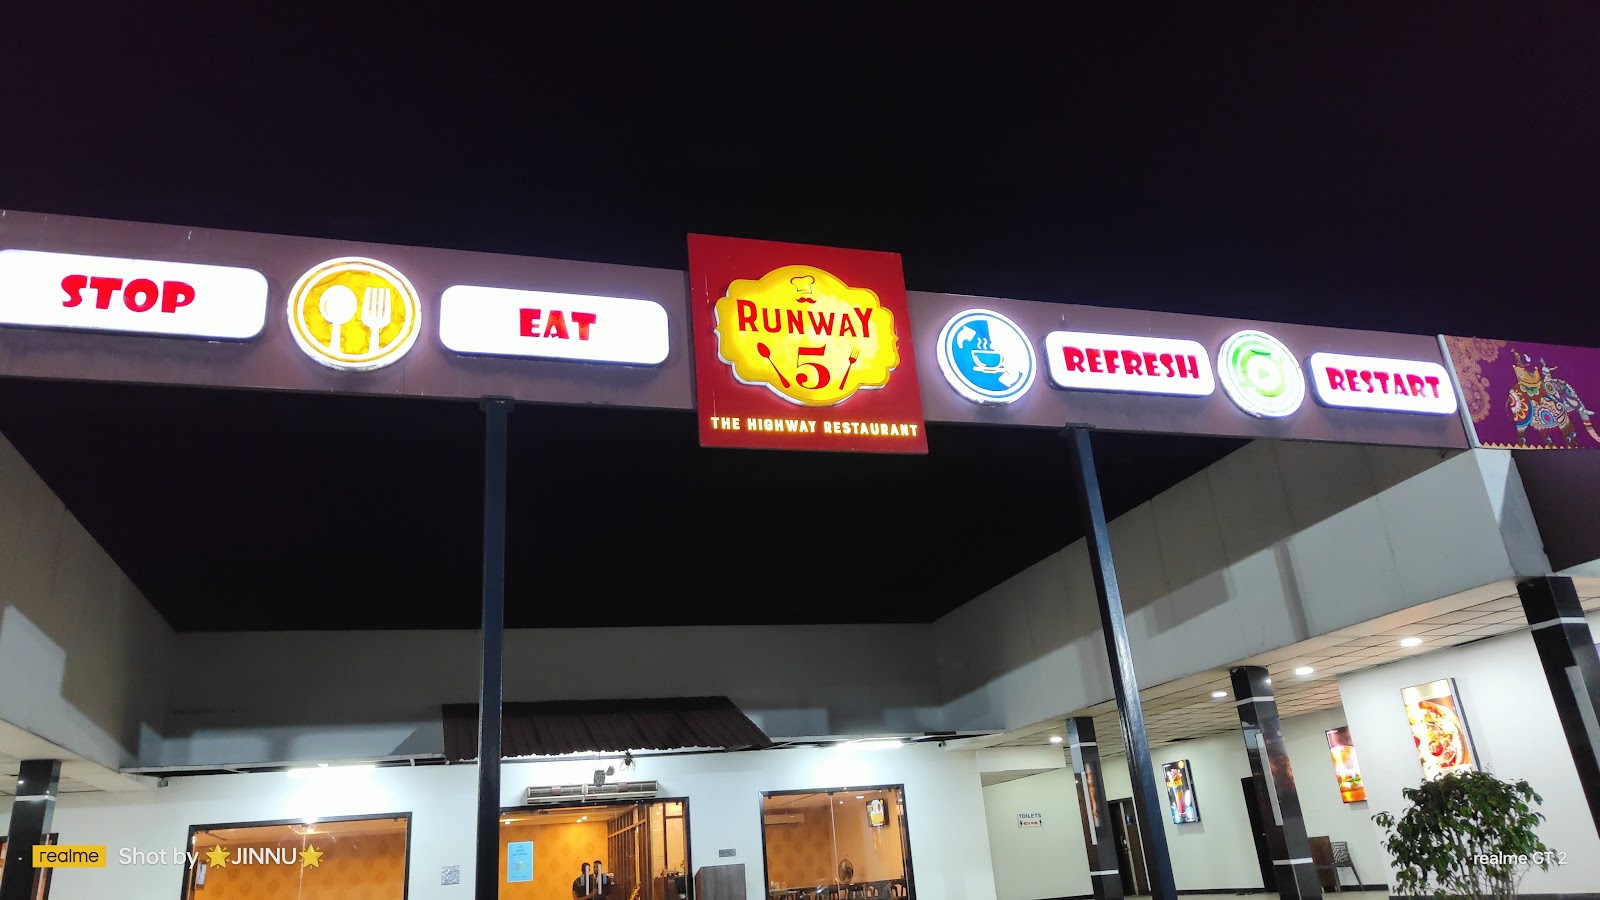 STOP
EAT
RUNWAY
5
THE HIGHWAY RESTAURANT
REFRESH
RESTART
TOILETS
realme
Shot by 🌟JINNU🌟
realme GT 2